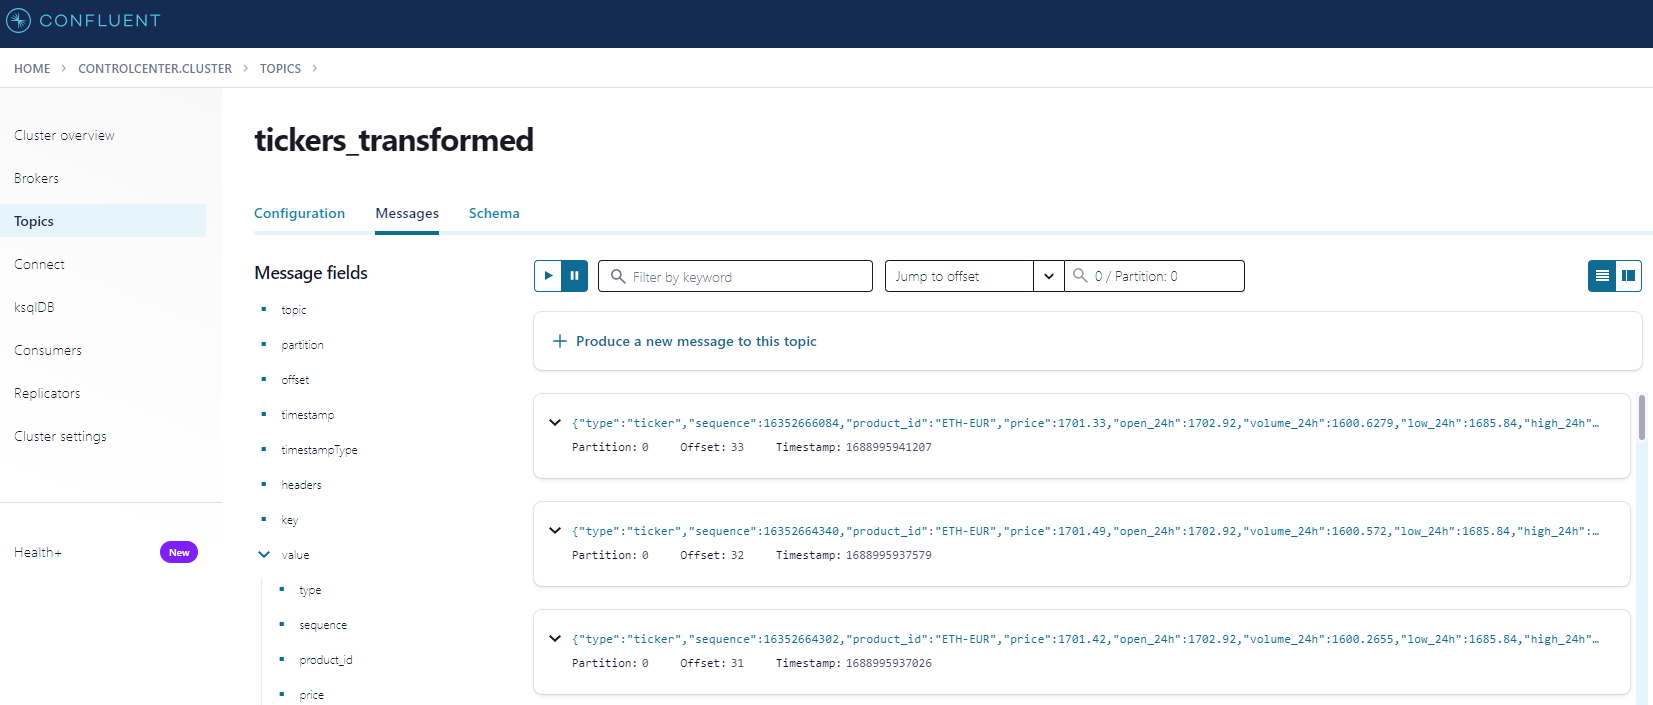 CONFLUENT
HOME > CONTROLCENTER.CLUSTER > TOPICS >
Cluster overview
Brokers
Topics
Connect
ksqlDB
Consumers
Replicators
Cluster settings
Health+ New
tickers_transformed
Configuration Messages Schema
Message fields
topic
partition
offset
timestamp
timestampType
headers
key
value
type
sequence
product_id
price
Filter by keyword
Jump to offset
0 / Partition: 0
Produce a new message to this topic
{"type":"ticker","sequence":16352666084,"product_id":"ETH-EUR","price":1701.33,"open_24h":1702.92,"volume_24h":1600.6279,"low_24h":1685.84,"high_24h"…
Partition: 0 Offset: 33 Timestamp: 1688995941207
{"type":"ticker","sequence":16352664340,"product_id":"ETH-EUR","price":1701.49,"open_24h":1702.92,"volume_24h":1600.572,"low_24h":1685.84,"high_24h":…
Partition: 0 Offset: 32 Timestamp: 1688995937579
{"type":"ticker","sequence":16352664302,"product_id":"ETH-EUR","price":1701.42,"open_24h":1702.92,"volume_24h":1600.2655,"low_24h":1685.84,"high_24h"…
Partition: 0 Offset: 31 Timestamp: 1688995937026